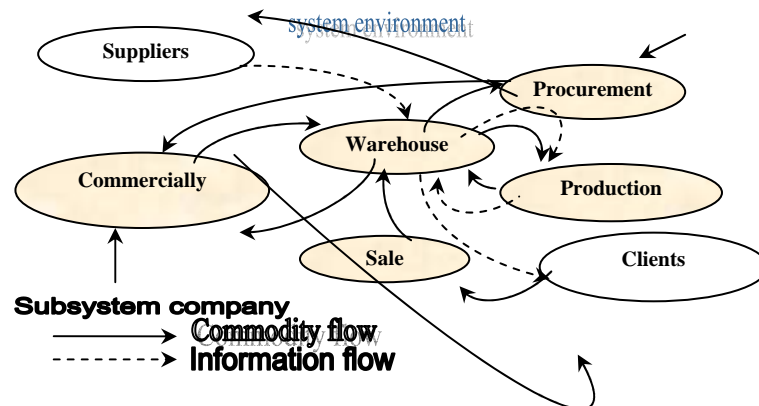 system environment
Suppliers
Procurement
Warehouse
Commercially
Production
Sale
Clients
Subsystem company
Commodity flow
Information flow